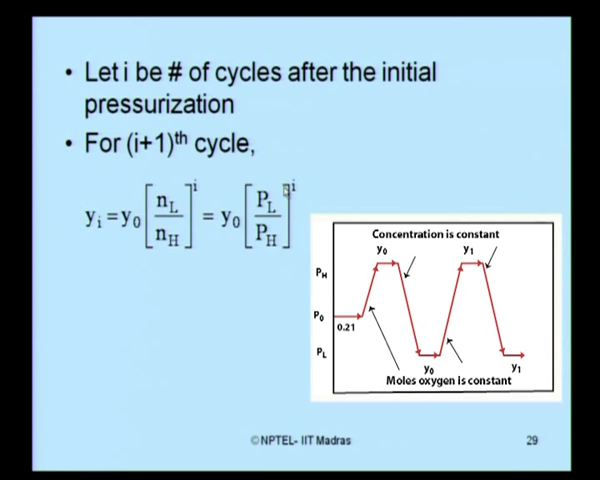 • Let i be # of cycles after the initial
pressurization
• For (i+1)th cycle,
yi = y0 [nL / nH]^i = y0 [PL / PH]^i
Concentration is constant
y0 y1
PH
P0
0.21
PL
y0 y1
Moles oxygen is constant
©NPTEL- IIT Madras 29